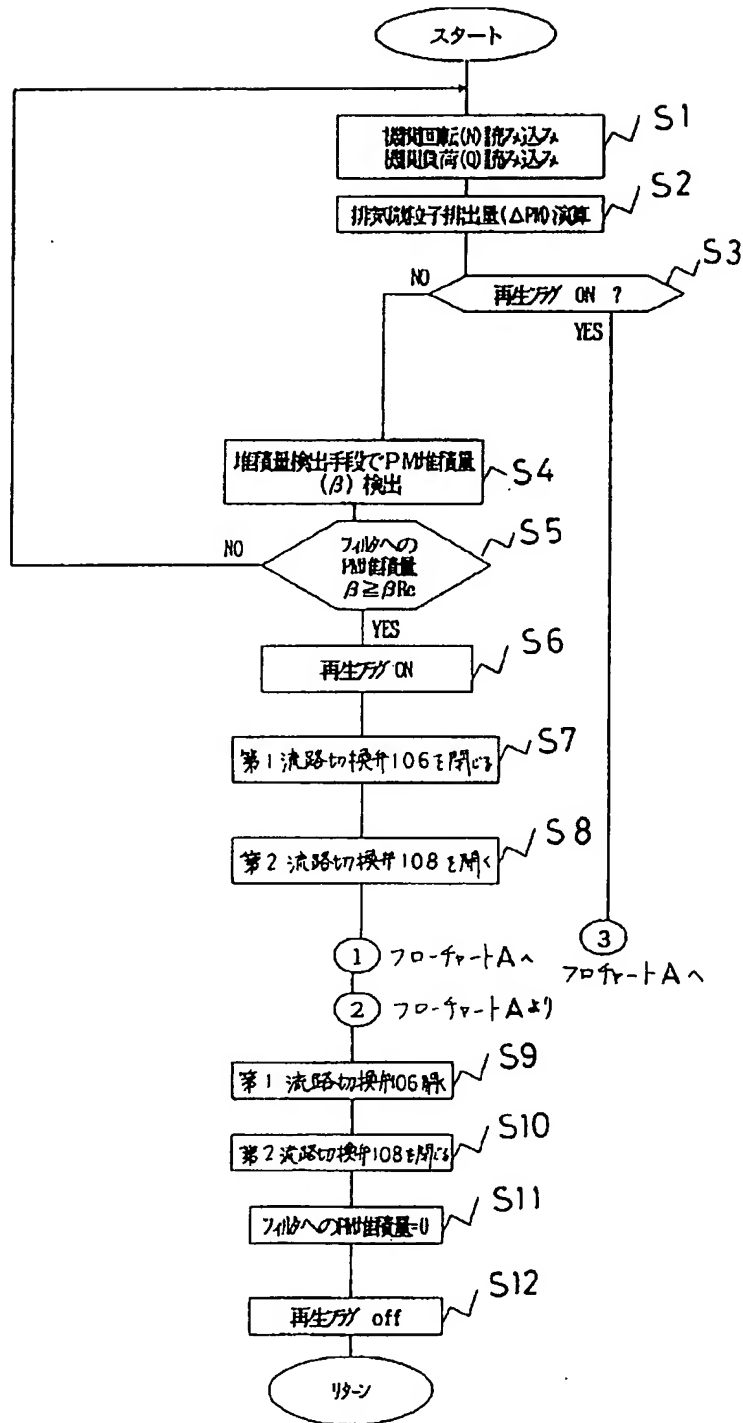 スタート
機関回転(N)読み込み
機関負荷(Q)読み込み
S1
排気微粒子排出量(ΔPM)演算
S2
再生フラグ ON ?
S3
NO
YES
堆積量検出手段でPM堆積量
(β) 検出
S4
フィルタへの
PM堆積量
β≧βRe
S5
NO
YES
再生フラグ ON
S6
第1流路切換弁106を閉じる
S7
第2流路切換弁108を開く
S8
1 フローチャートAへ
3
フロチャートAへ
2 フローチャートAより
第1流路切換弁106開く
S9
第2流路切換弁108を閉じる
S10
フィルタへのPM堆積量=0
S11
再生フラグ off
S12
リターン